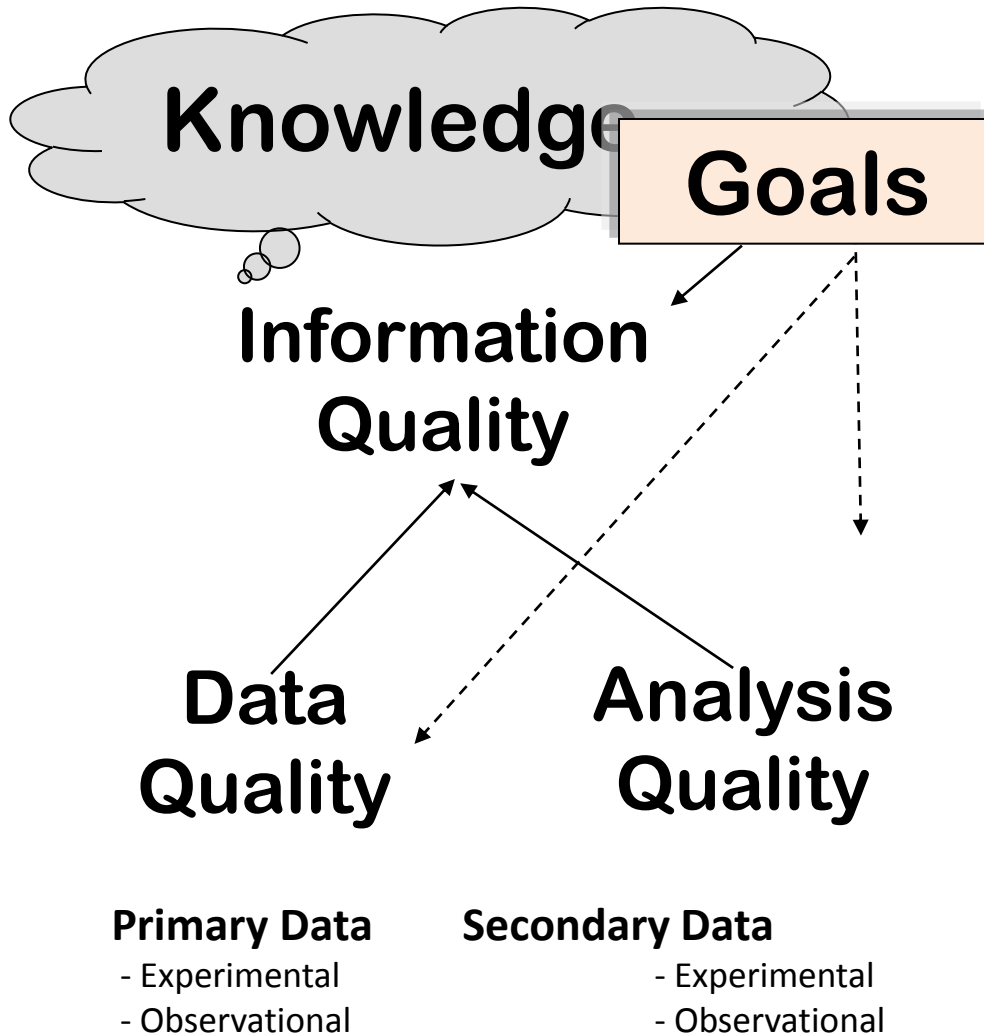 Knowledge
Goals
Information
Quality
Data
Quality
Analysis
Quality
Primary Data
- Experimental
- Observational
Secondary Data
- Experimental
- Observational